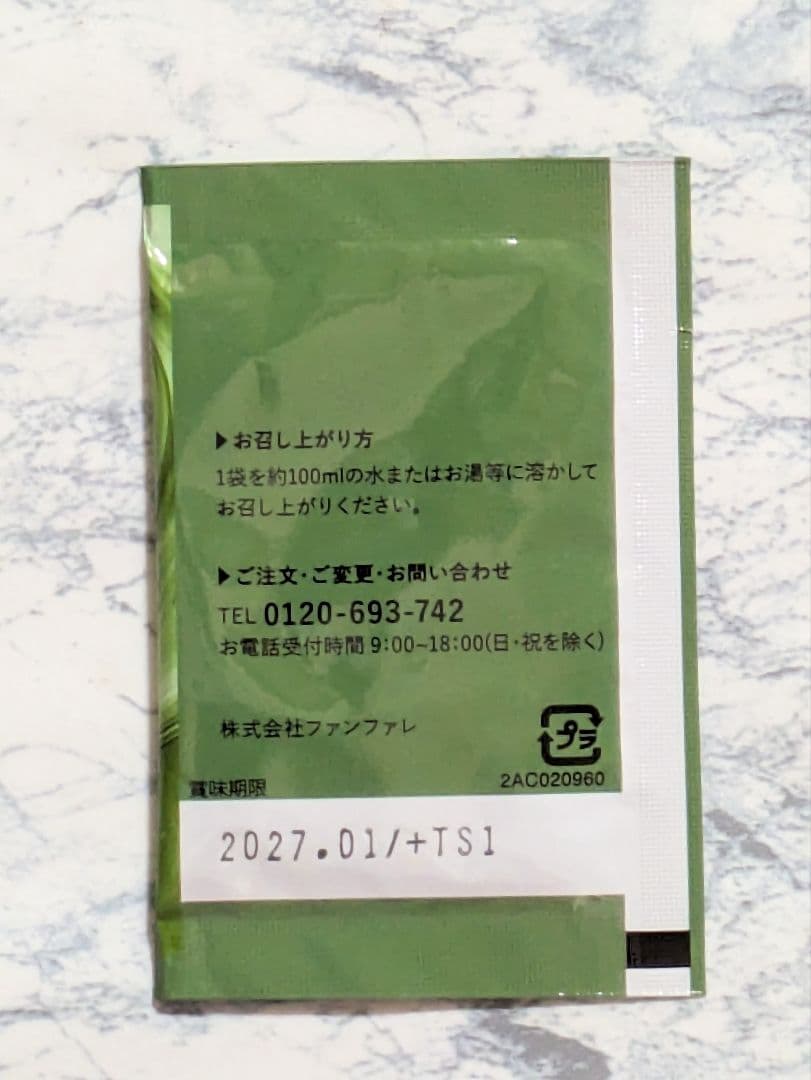 ▶お召し上がり方
1袋を約100mlの水またはお湯等に溶かして
お召し上がりください。
▶ご注文・ご変更・お問い合わせ
TEL 0120-693-742
お電話受付時間 9:00~18:00(日・祝を除く)
株式会社ファンファレ
プラ
2AC020960
賞味期限
2027.01/+TS1